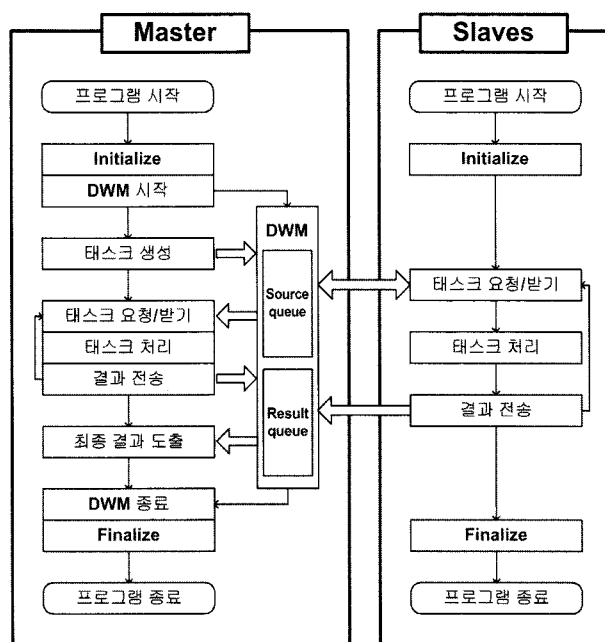 Master
프로그램 시작
Initialize
DWM 시작
태스크 생성
태스크 요청/받기
태스크 처리
결과 전송
최종 결과 도출
DWM 종료
Finalize
프로그램 종료
DWM
Source
queue
Result
queue
Slaves
프로그램 시작
Initialize
태스크 요청/받기
태스크 처리
결과 전송
Finalize
프로그램 종료